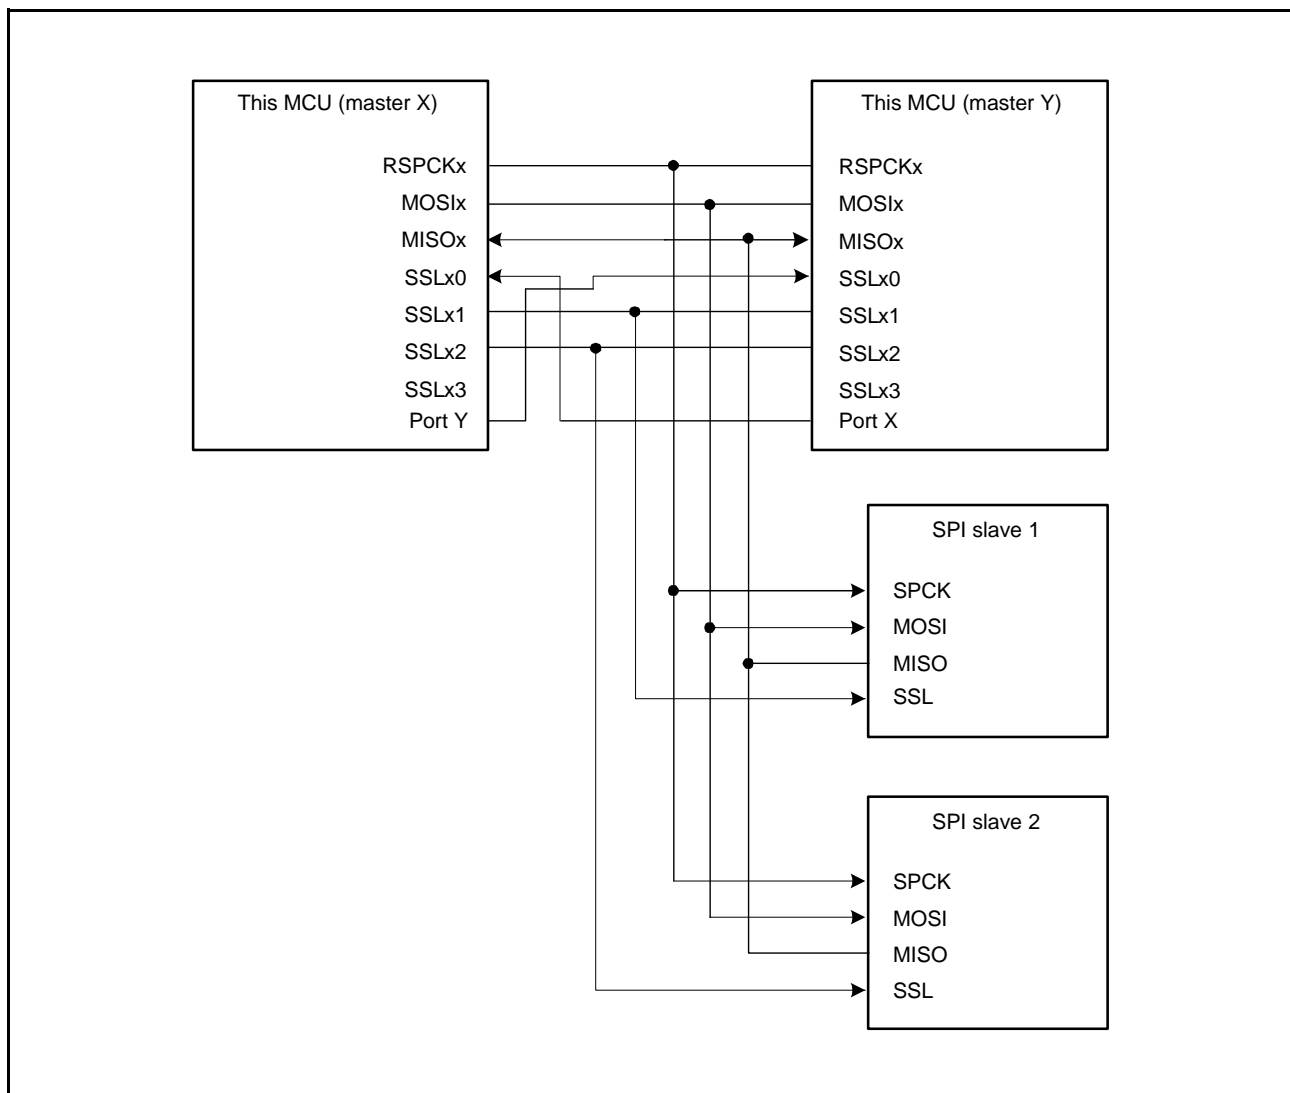 This MCU (master X)
RSPCKx
MOSIx
MISOx
SSLx0
SSLx1
SSLx2
SSLx3
Port Y
This MCU (master Y)
RSPCKx
MOSIx
MISOx
SSLx0
SSLx1
SSLx2
SSLx3
Port X
SPI slave 1
SPCK
MOSI
MISO
SSL
SPI slave 2
SPCK
MOSI
MISO
SSL